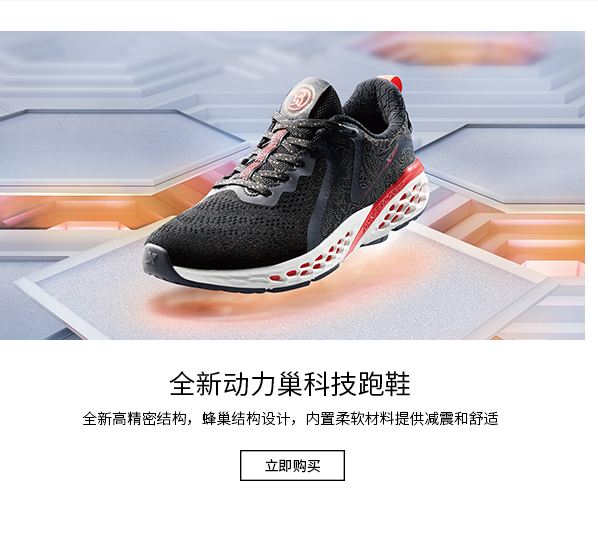 全新动力巢科技跑鞋
全新高精密结构，蜂巢结构设计，内置柔软材料提供减震和舒适
立即购买